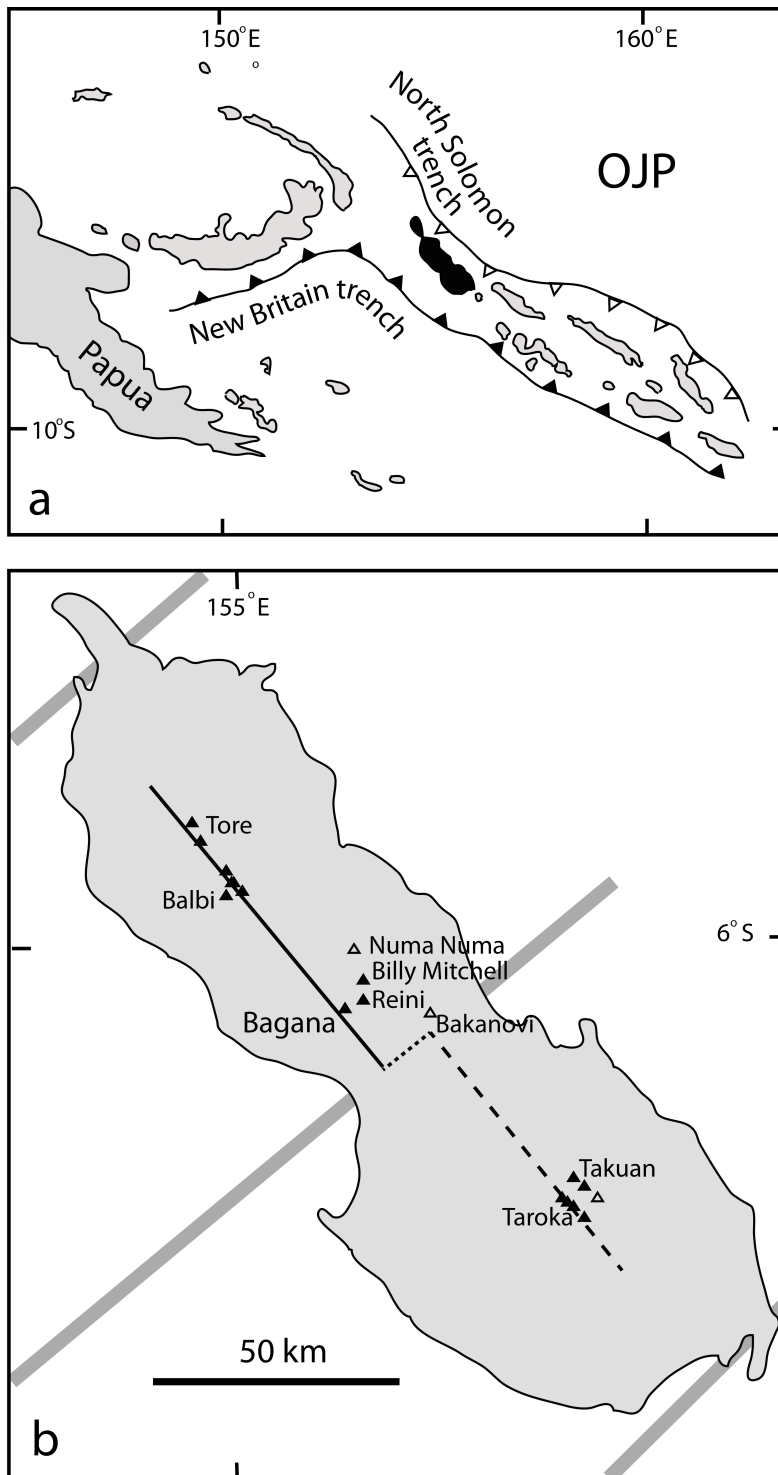 150°E
160°E
North Solomon
trench
OJP
New Britain trench
Papua
10°S
a
155°E
Tore
Balbi
6°S
Numa Numa
Billy Mitchell
Reini
Bagana
Bakanovi
Takuan
Taroka
50 km
b